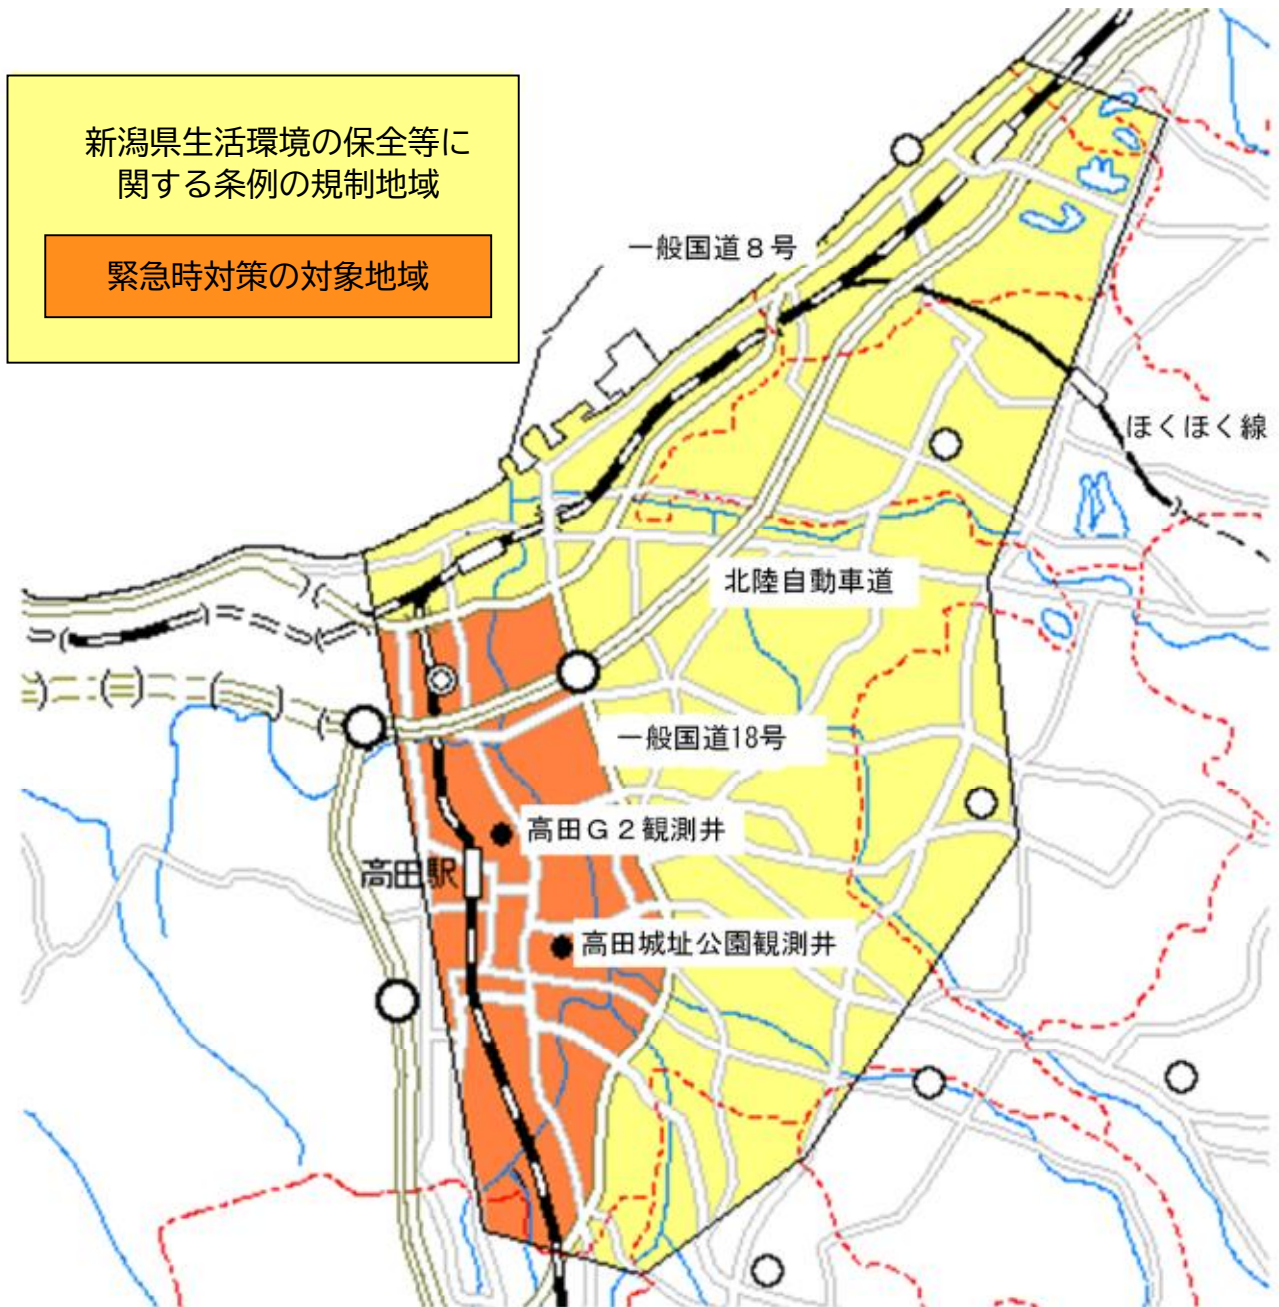 新潟県生活環境の保全等に
関する条例の規制地域
緊急時対策の対象地域
一般国道８号
ほくほく線
北陸自動車道
一般国道18号
高田Ｇ２観測井
高田駅
高田城址公園観測井